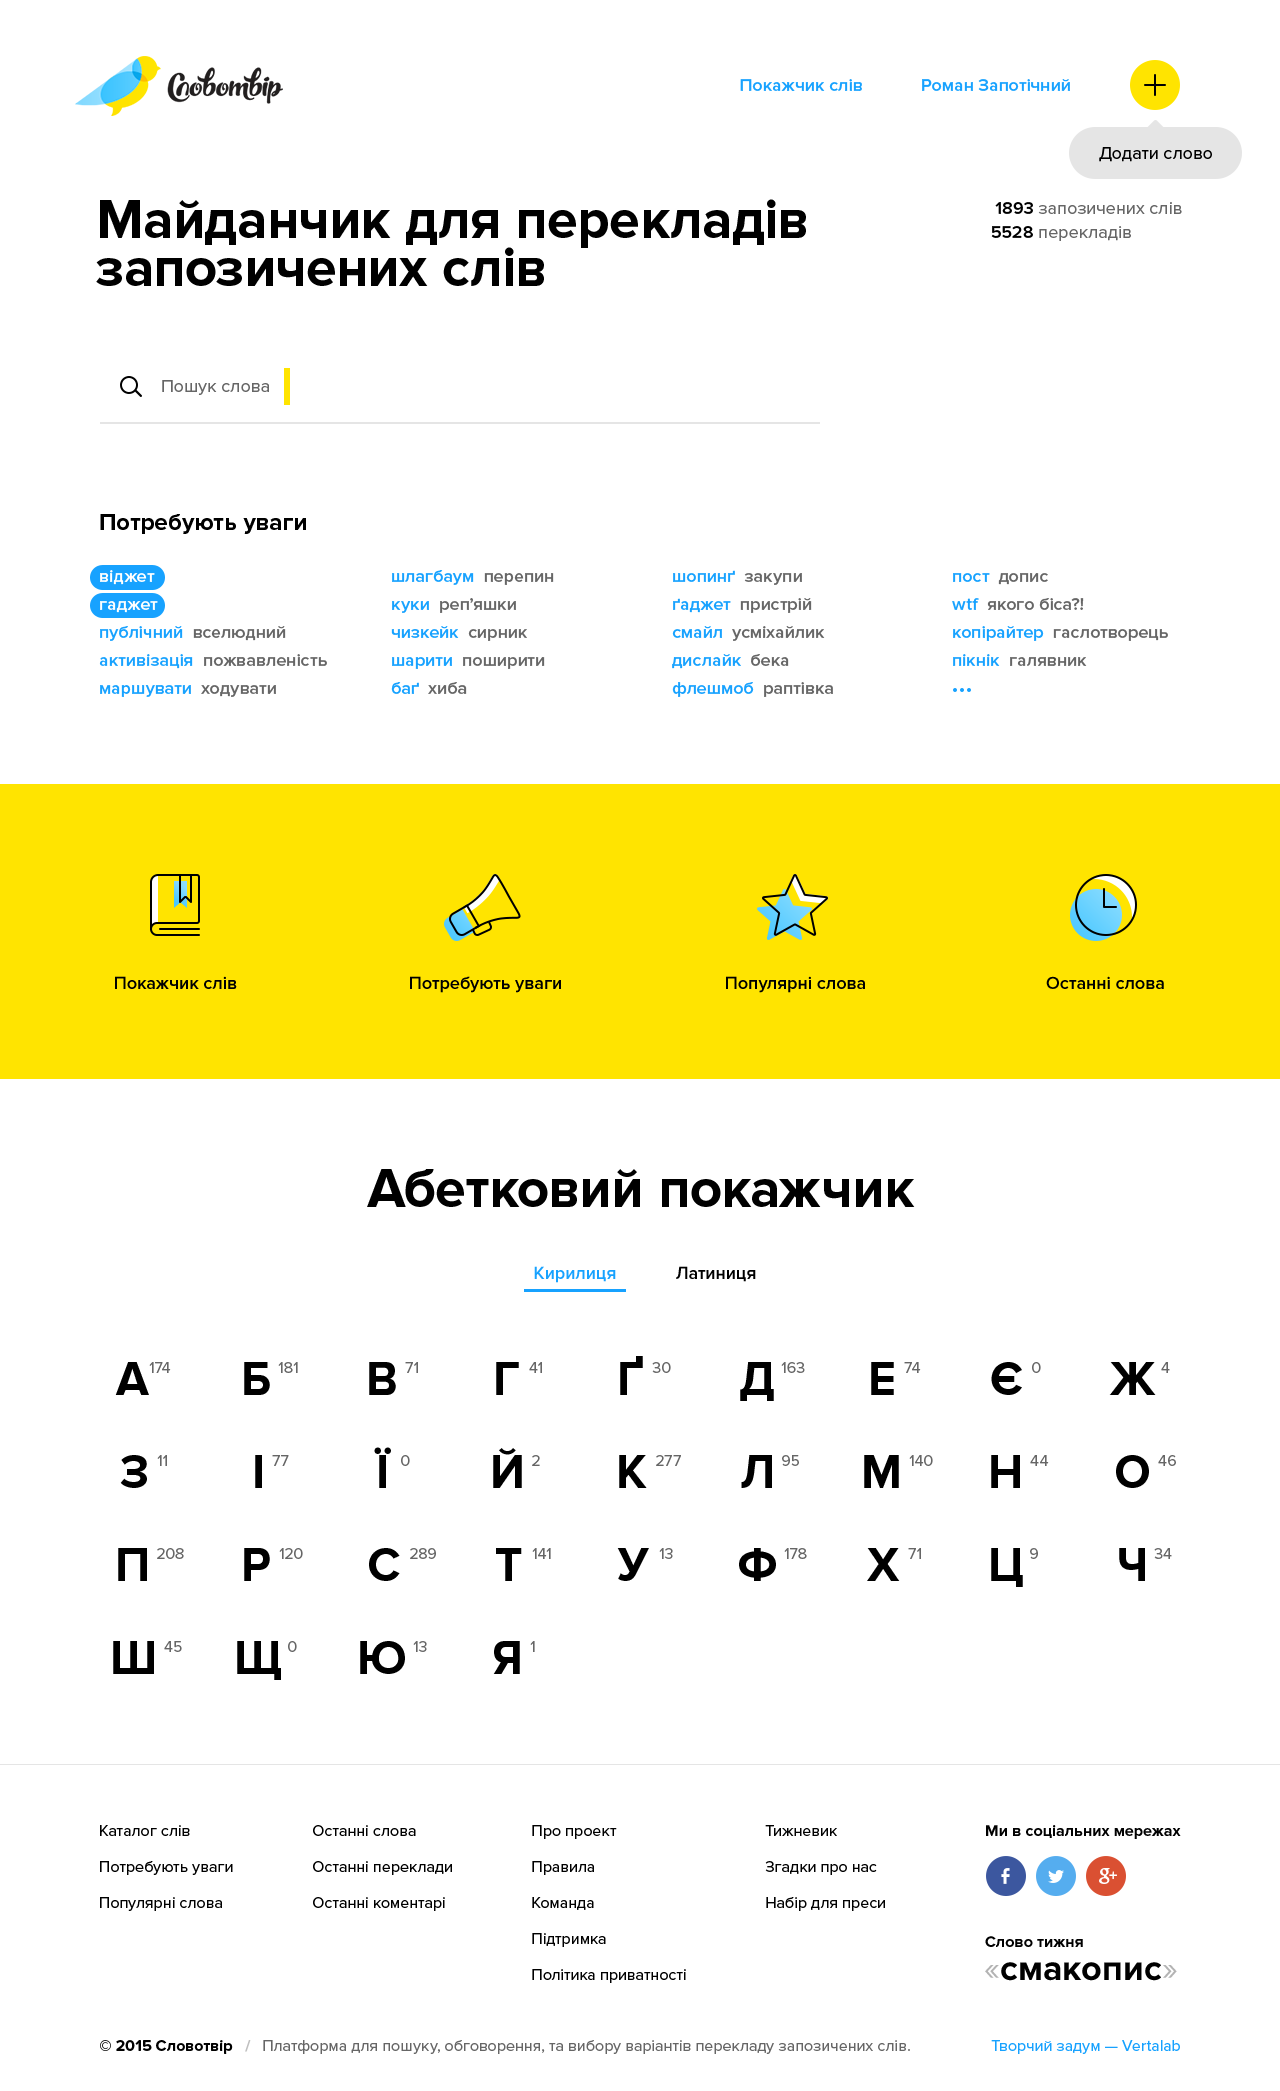 Словотвір
Покажчик слів
Роман Запотічний
Додати слово
Майданчик для перекладів
запозичених слів
1893 запозичених слів
5528 перекладів
Пошук слова
Потребують уваги
віджет
гаджет
публічний вселюдний
активізація пожвавленість
маршувати ходувати
шлагбаум перепин
куки реп’яшки
чизкейк сирник
шарити поширити
баґ хиба
шопинґ закупи
ґаджет пристрій
смайл усміхайлик
дислайк бека
флешмоб раптівка
пост допис
wtf якого біса?!
копірайтер гаслотворець
пікнік галявник
•••
Покажчик слів
Потребують уваги
Популярні слова
Останні слова
Абетковий покажчик
Кирилиця Латиниця
А 174 Б 181 В 71 Г 41 Ґ 30 Д 163 Е 74 Є 0 Ж 4
З 11 І 77 Ї 0 Й 2 К 277 Л 95 М 140 Н 44 О 46
П 208 Р 120 С 289 Т 141 У 13 Ф 178 Х 71 Ц 9 Ч 34
Ш 45 Щ 0 Ю 13 Я 1
Каталог слів
Потребують уваги
Популярні слова
Останні слова
Останні переклади
Останні коментарі
Про проект
Правила
Команда
Підтримка
Політика приватності
Тижневик
Згадки про нас
Набір для преси
Ми в соціальних мережах
f
g+
Слово тижня
«смакопис»
© 2015 Словотвір / Платформа для пошуку, обговорення, та вибору варіантів перекладу запозичених слів.
Творчий задум — Vertalab